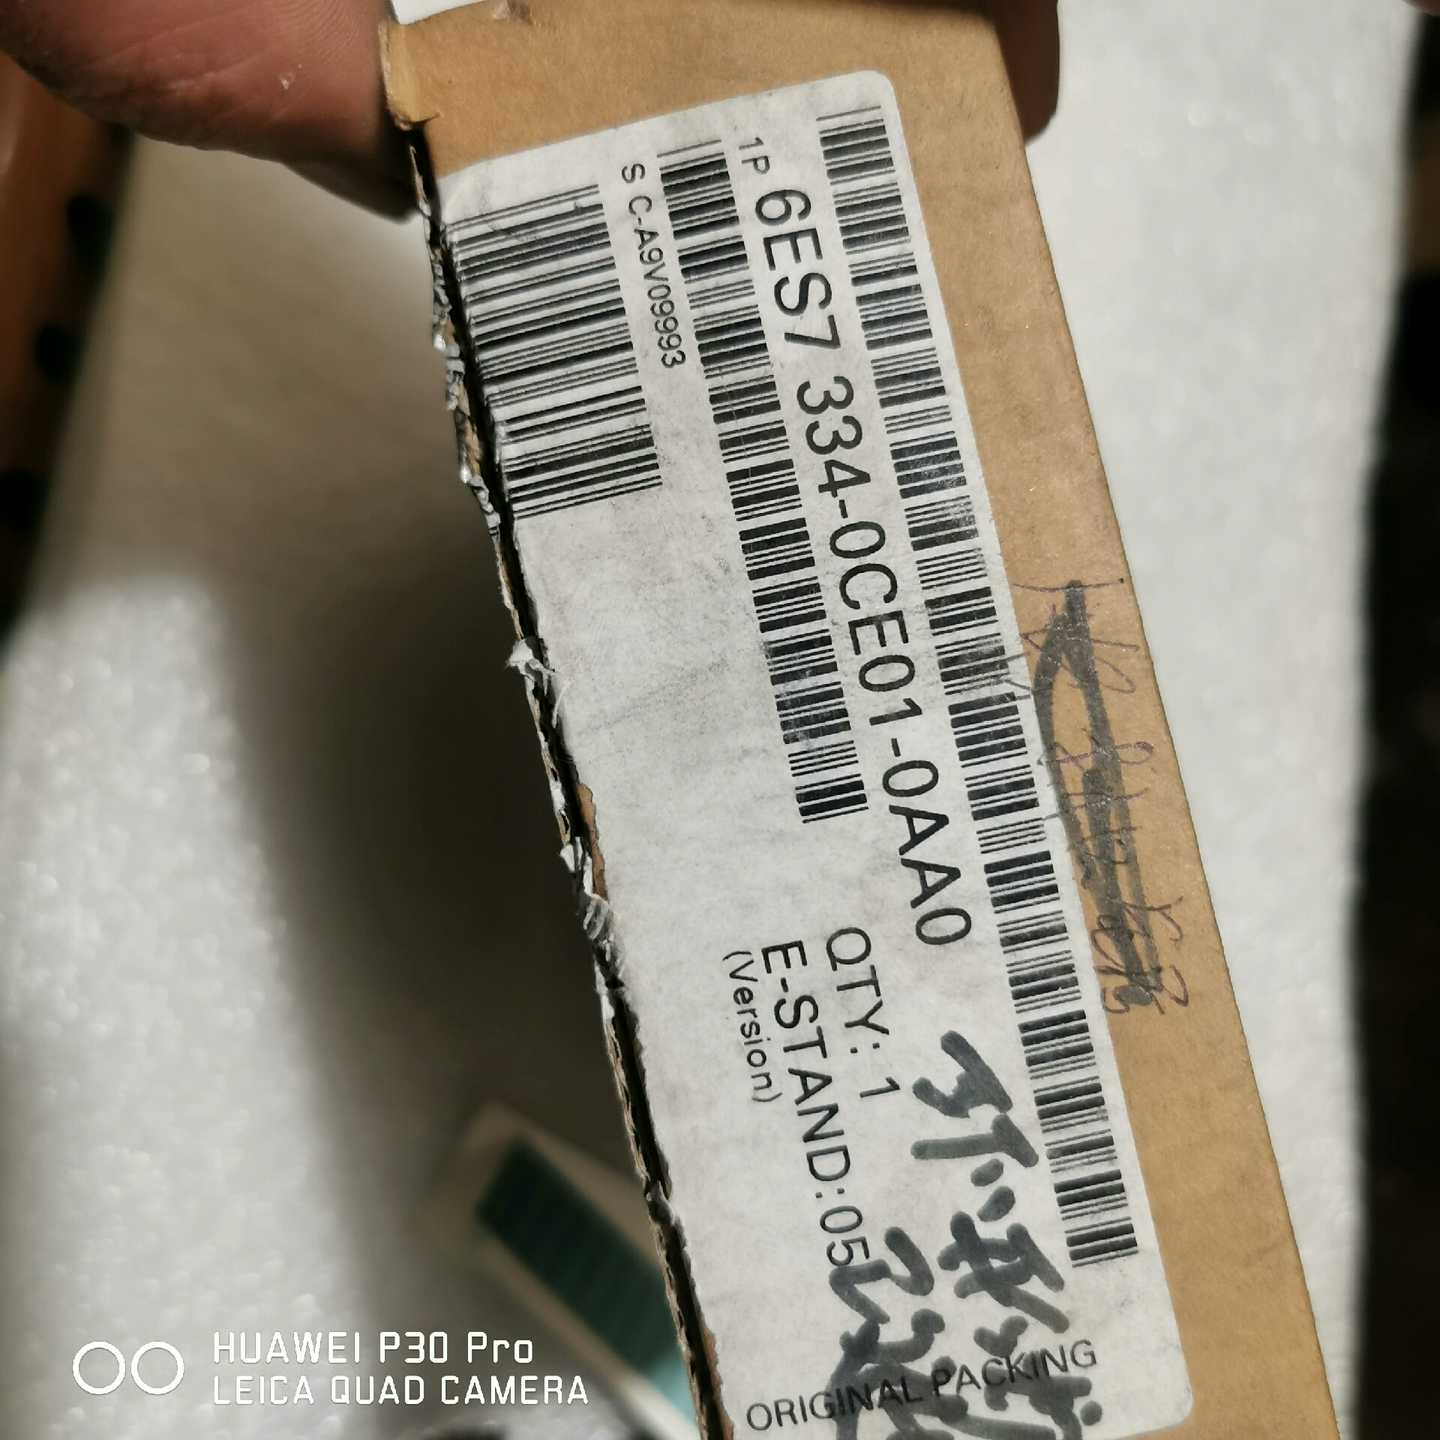 1P 6ES7 334-0CE01-0AA0
S C-A9V09993
QTY: 1
E-STAND:05
(Version)
ORIGINAL PACKING
HUAWEI P30 Pro
LEICA QUAD CAMERA